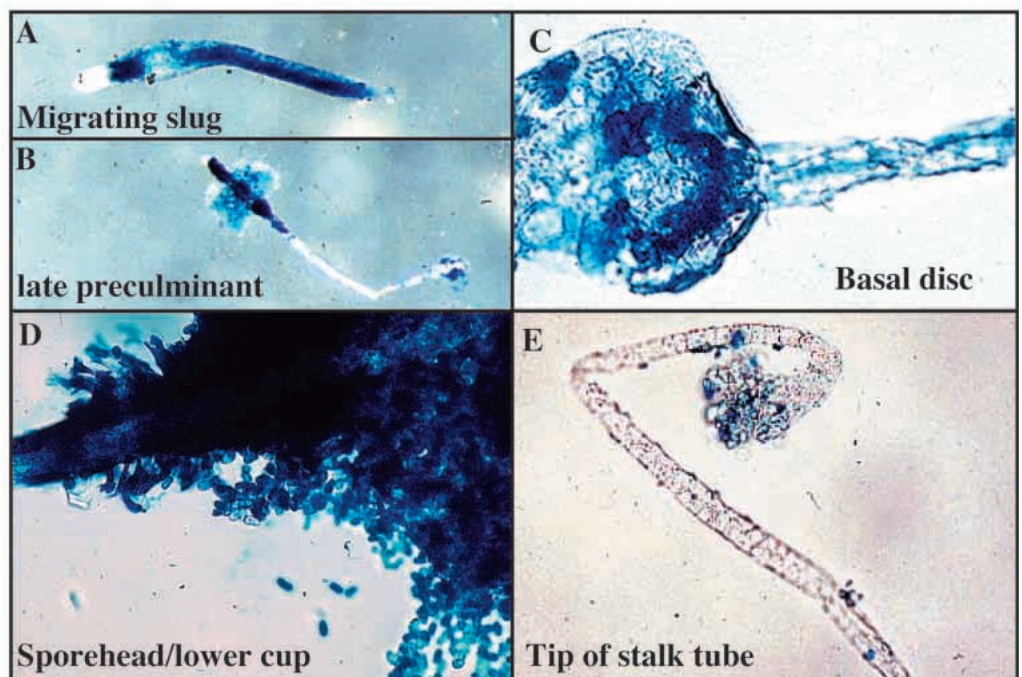 A
Migrating slug
B
late preculminant
C
Basal disc
D
Sporehead/lower cup
E
Tip of stalk tube